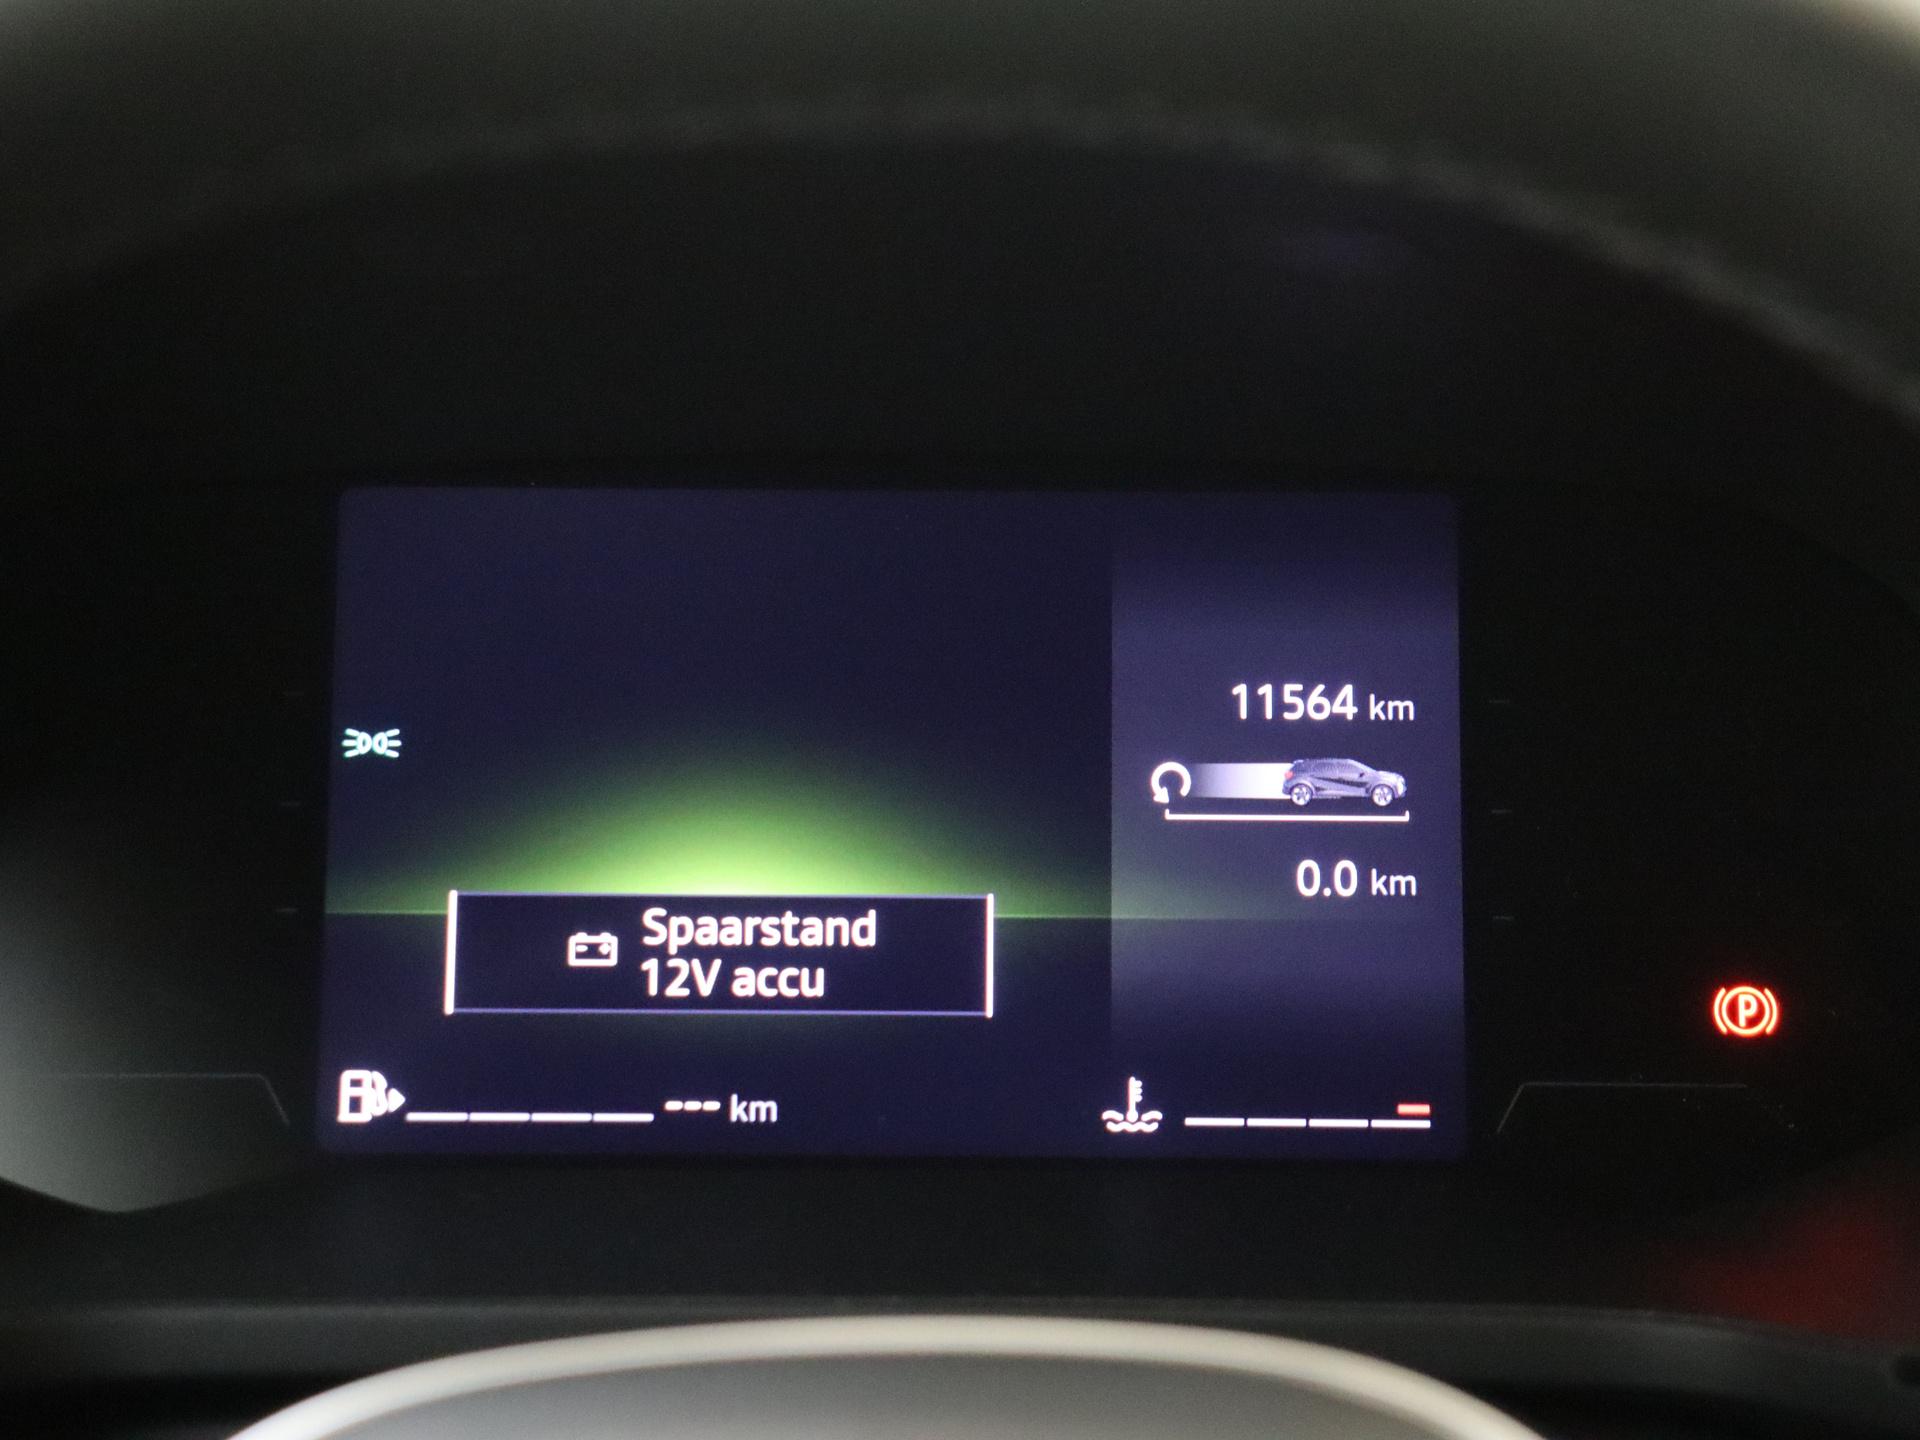 11564 km
0.0 km
Spaarstand
12V accu
--- km
P